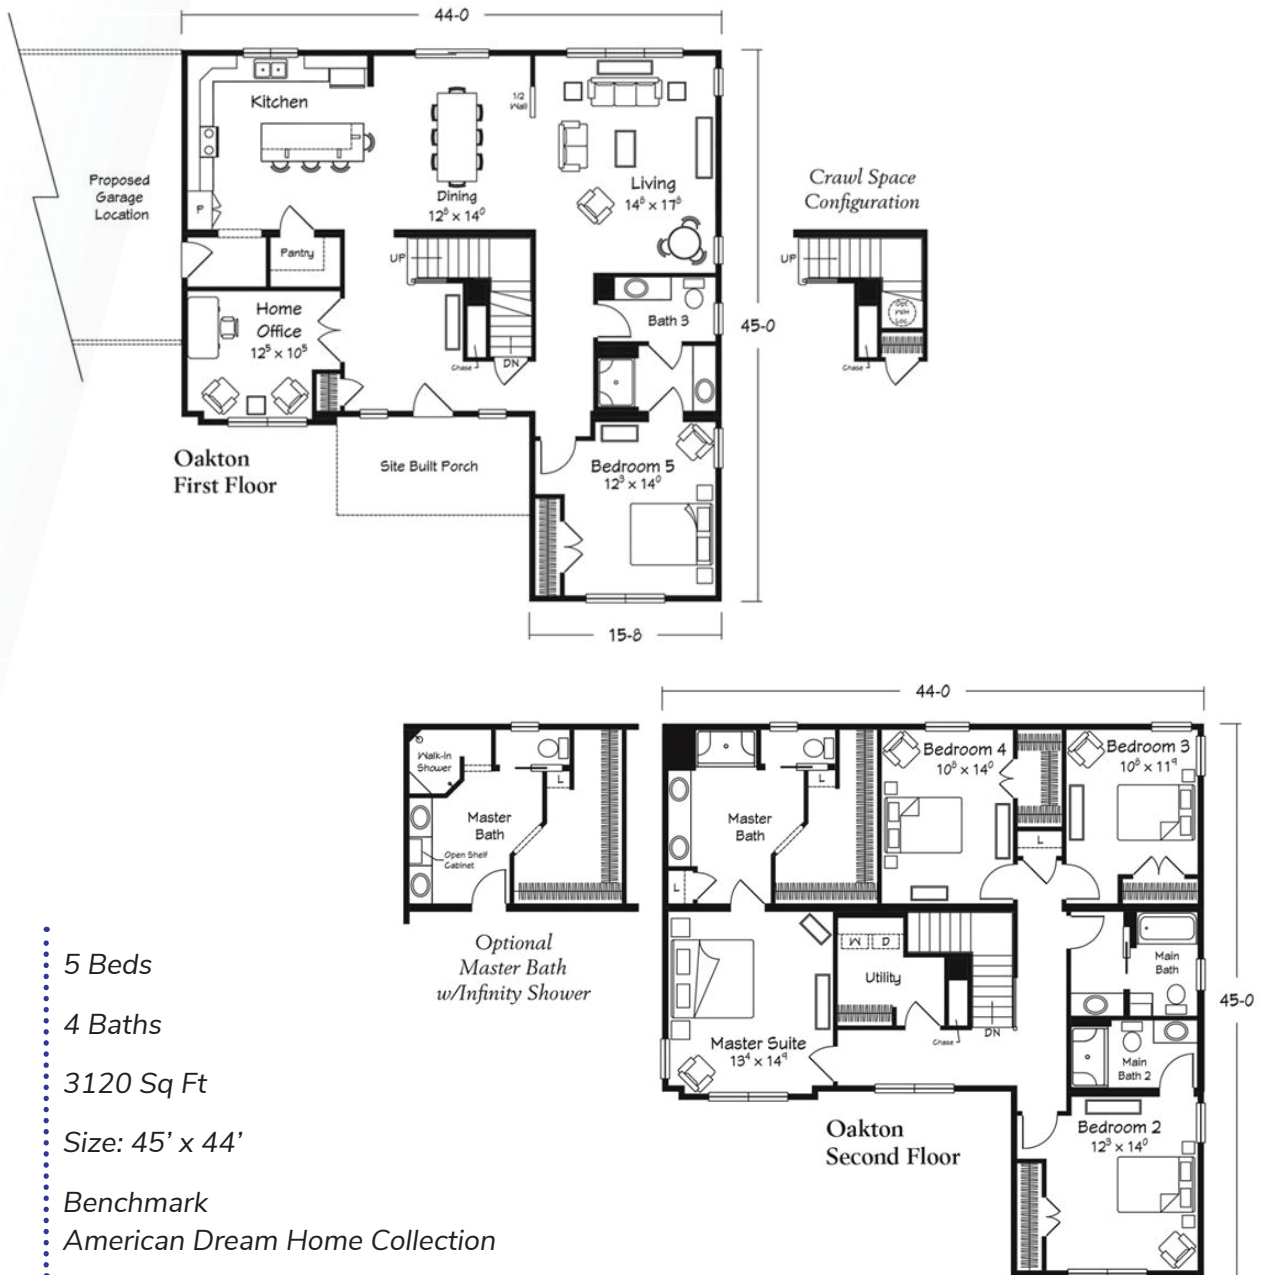 44-0
Kitchen
1/2
Wall
Proposed
Garage
Location
Dining
12⁸ x 14⁰
Living
14⁸ x 17⁸
Crawl Space
Configuration
P
Pantry
UP
UP
Home
Office
12⁵ x 10⁵
Bath 3
45-0
Chase
DN
Chase
Oakton
First Floor
Site Built Porch
Bedroom 5
12³ x 14⁰
15-8
44-0
Walk-in
Shower
L
Master
Bath
Open Shelf
Cabinet
Master
Bath
L
L
Bedroom 4
10⁸ x 14⁰
L
Bedroom 3
10⁸ x 11⁹
Optional
Master Bath
w/Infinity Shower
W D
Utility
Main
Bath
45-0
Master Suite
13⁴ x 14⁹
Chase
DN
Main
Bath 2
Oakton
Second Floor
Bedroom 2
12³ x 14⁰
5 Beds
4 Baths
3120 Sq Ft
Size: 45’ x 44’
Benchmark
American Dream Home Collection